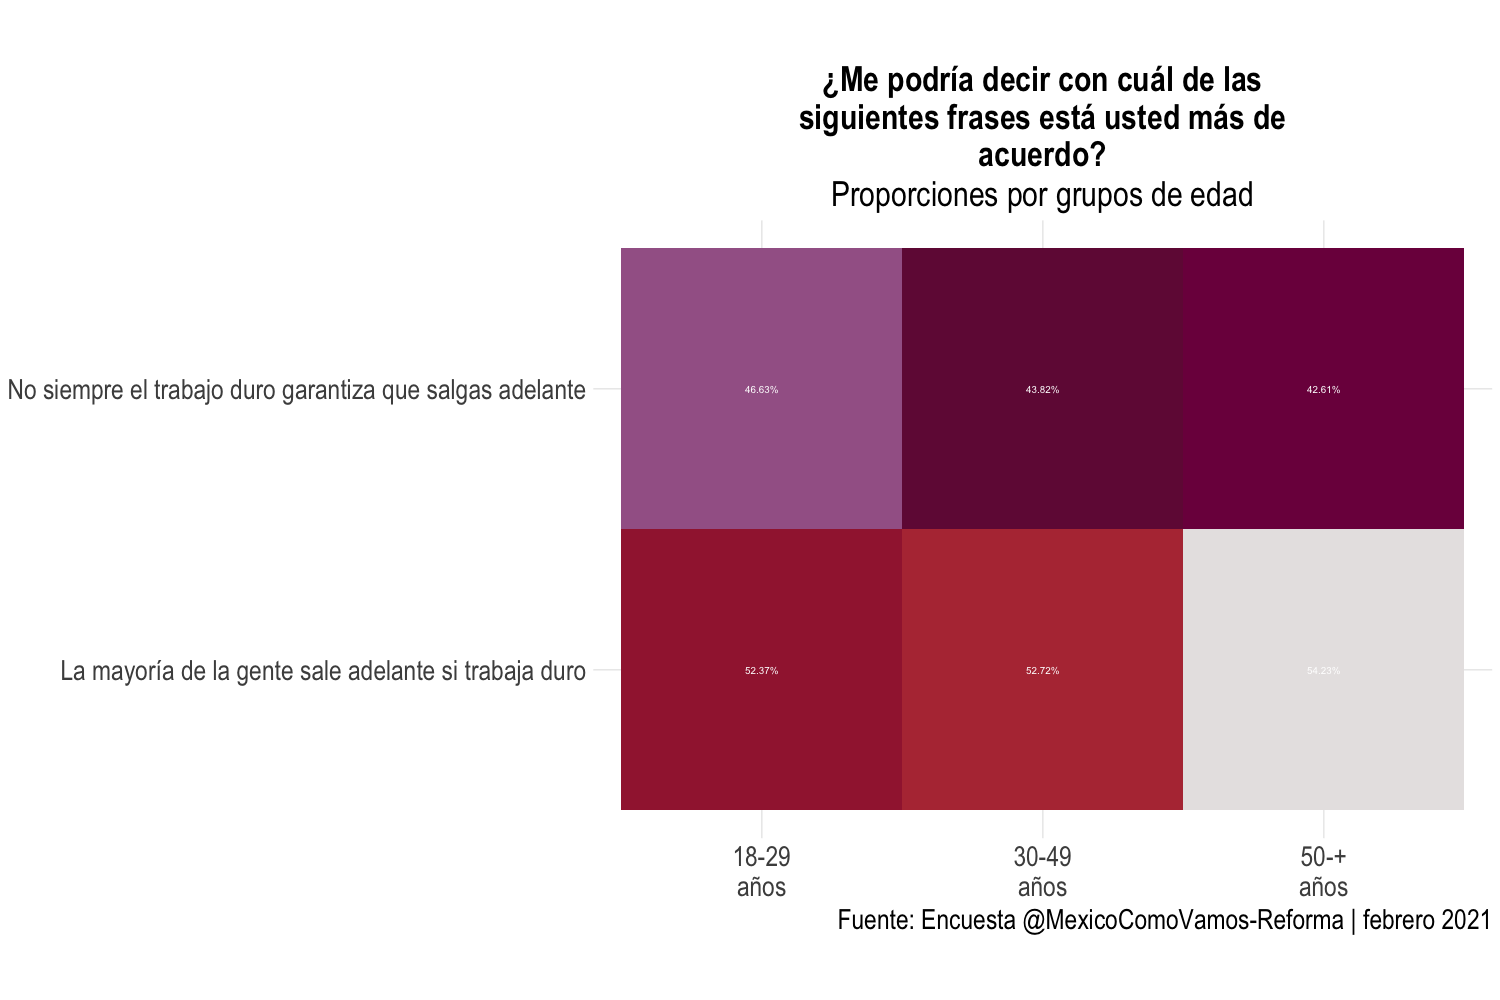 ¿Me podría decir con cuál de las
siguientes frases está usted más de
acuerdo?
Proporciones por grupos de edad
No siempre el trabajo duro garantiza que salgas adelante
46.63%
43.82%
42.61%
La mayoría de la gente sale adelante si trabaja duro
52.37%
52.72%
54.23%
18-29
años
30-49
años
50-+
años
Fuente: Encuesta @MexicoComoVamos-Reforma | febrero 2021